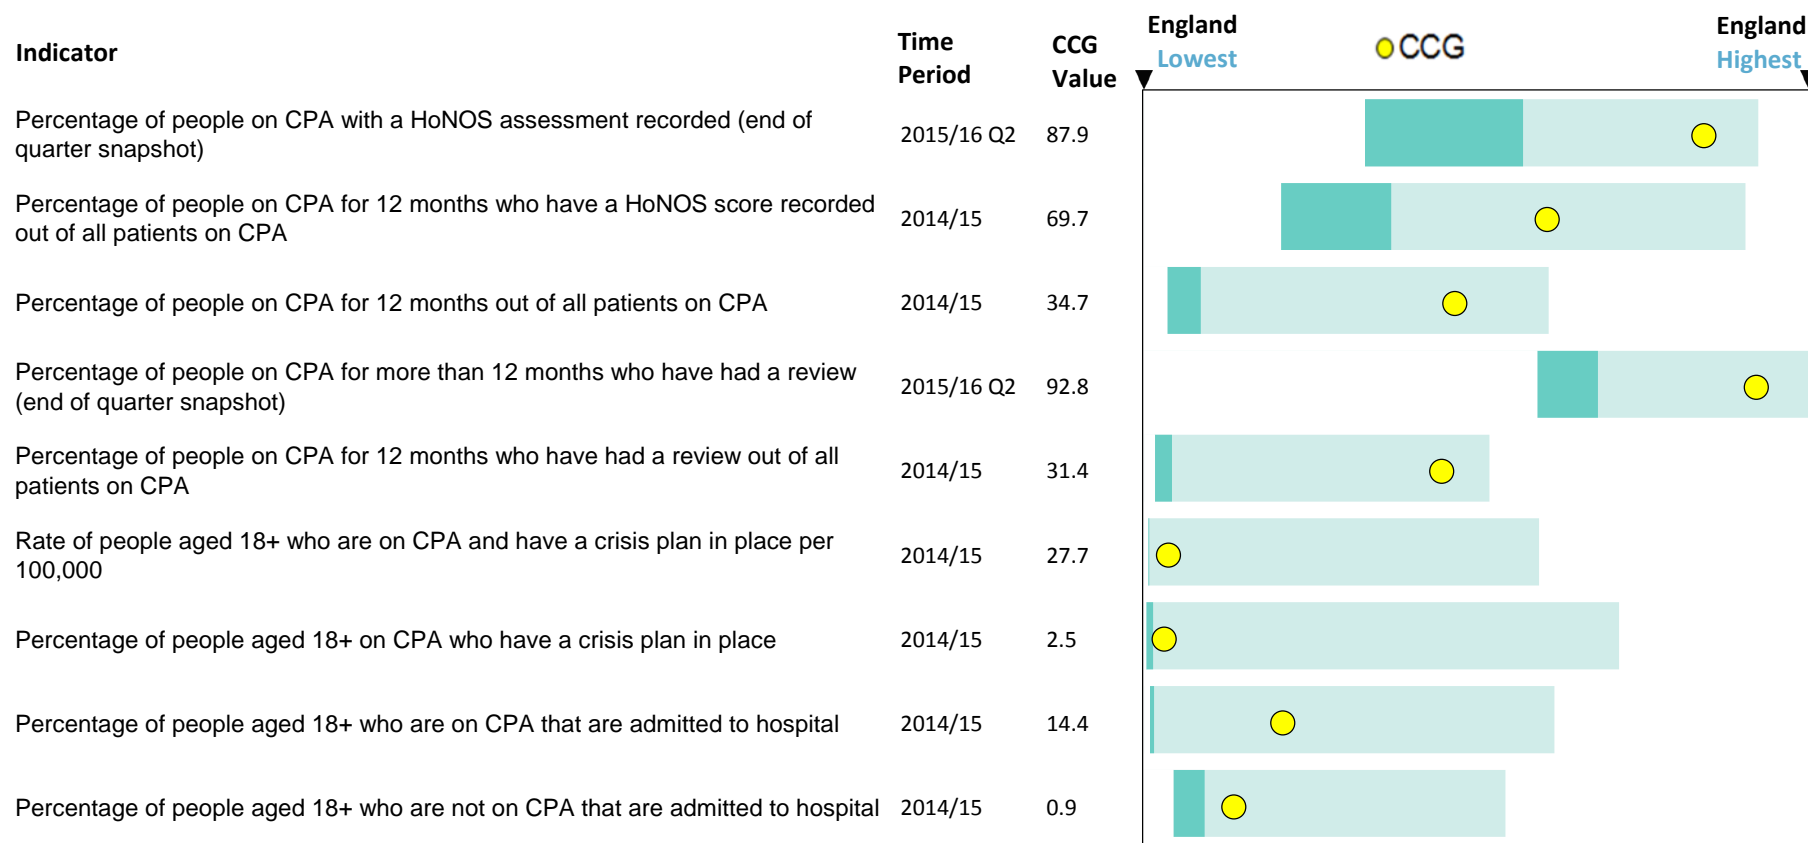 Indicator
Time
Period
CCG
Value
England
Lowest
CCG
England
Highest
Percentage of people on CPA with a HoNOS assessment recorded (end of
quarter snapshot)
2015/16 Q2
87.9
Percentage of people on CPA for 12 months who have a HoNOS score recorded
out of all patients on CPA
2014/15
69.7
Percentage of people on CPA for 12 months out of all patients on CPA
2014/15
34.7
Percentage of people on CPA for more than 12 months who have had a review
(end of quarter snapshot)
2015/16 Q2
92.8
Percentage of people on CPA for 12 months who have had a review out of all
patients on CPA
2014/15
31.4
Rate of people aged 18+ who are on CPA and have a crisis plan in place per
100,000
2014/15
27.7
Percentage of people aged 18+ on CPA who have a crisis plan in place
2014/15
2.5
Percentage of people aged 18+ who are on CPA that are admitted to hospital
2014/15
14.4
Percentage of people aged 18+ who are not on CPA that are admitted to hospital
2014/15
0.9